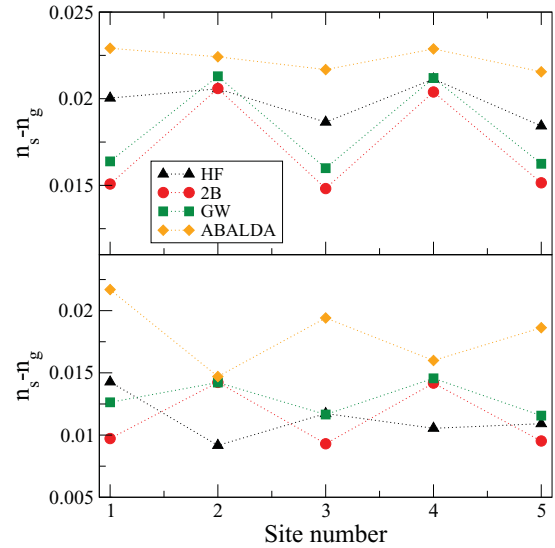 0.025
0.02
0.015
n_s-n_g
HF
2B
GW
ABALDA
0.02
0.015
0.01
0.005
n_s-n_g
1 2 3 4 5
Site number